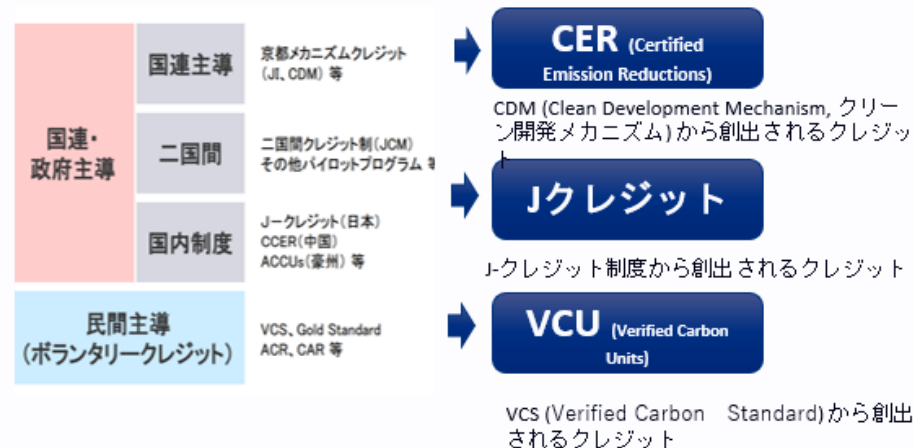 国連・
政府主導
国連主導
京都メカニズムクレジット
(JI、CDM) 等
二国間
二国間クレジット制(JCM)
その他パイロットプログラム 等
国内制度
J－クレジット(日本)
CCER(中国)
ACCUs(豪州) 等
民間主導
(ボランタリークレジット)
VCS、Gold Standard
ACR、CAR 等
CER (Certified
Emission Reductions)
CDM (Clean Development Mechanism, クリー
ン開発メカニズム) から創出されるクレジッ
ト
Jクレジット
J-クレジット制度から創出されるクレジット
VCU (Verified Carbon
Units)
VCS (Verified Carbon　Standard)から創出
されるクレジット